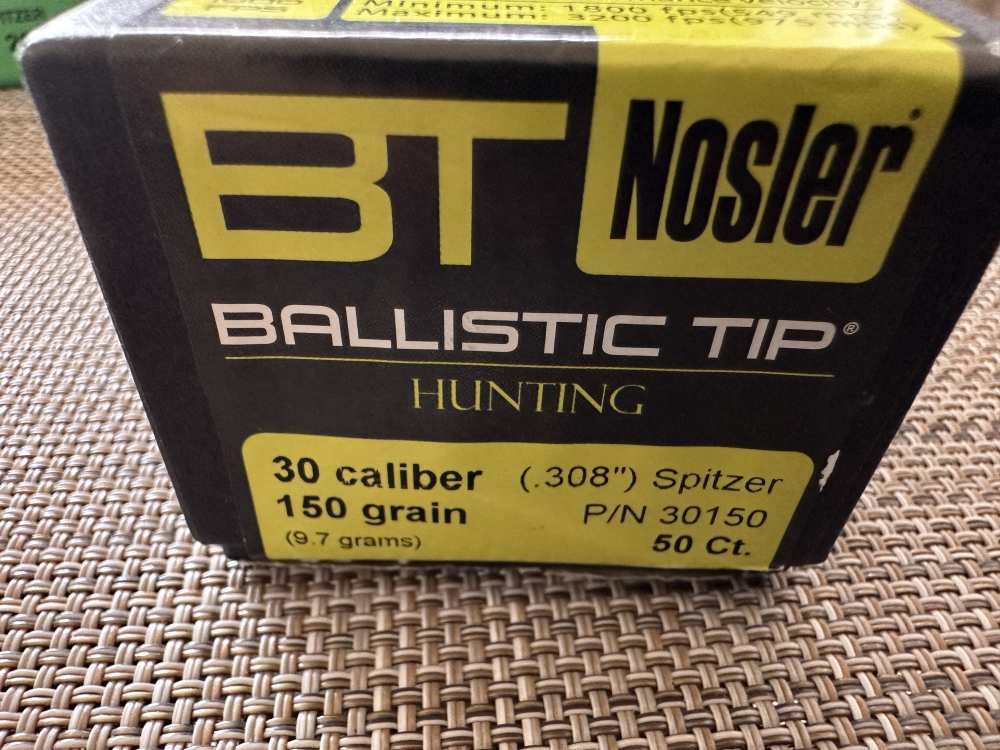 PITZER
Minimum: 1800 fps
Maximum: 3200 fps
BT
Nosler®
BALLISTIC TIP®
HUNTING
30 caliber (.308") Spitzer
150 grain P/N 30150
(9.7 grams) 50 Ct.